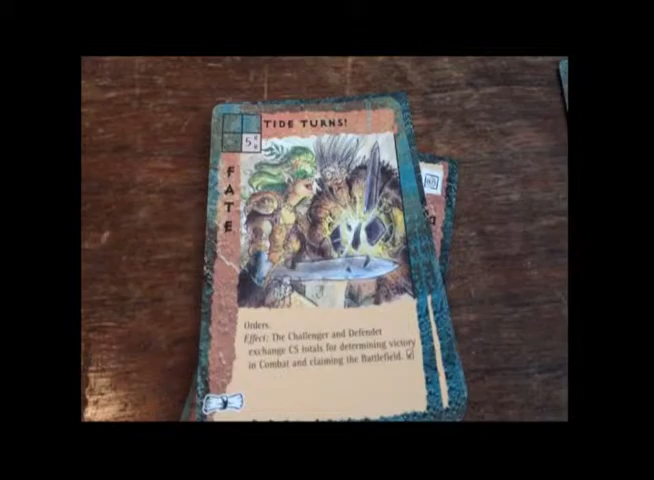 TIDE TURNS!
5
FATE
Orders.
Effect: The Challenger and Defender
exchange CS totals for determining victory
in Combat and claiming the Battlefield.